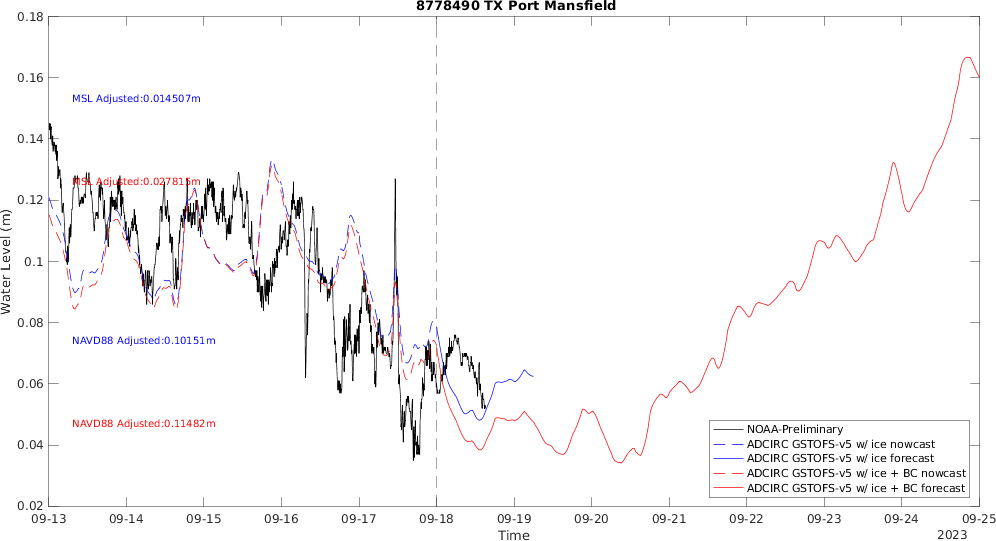 8778490 TX Port Mansfield
0.18
0.16
0.14
0.12
0.1
0.08
0.06
0.04
0.02
Water Level (m)
MSL Adjusted:0.014507m
MSL Adjusted:0.027815m
NAVD88 Adjusted:0.10151m
NAVD88 Adjusted:0.11482m
NOAA-Preliminary
ADCIRC GSTOFS-v5 w/ ice nowcast
ADCIRC GSTOFS-v5 w/ ice forecast
ADCIRC GSTOFS-v5 w/ ice + BC nowcast
ADCIRC GSTOFS-v5 w/ ice + BC forecast
09-13 09-14 09-15 09-16 09-17 09-18 09-19 09-20 09-21 09-22 09-23 09-24 09-25
Time
2023